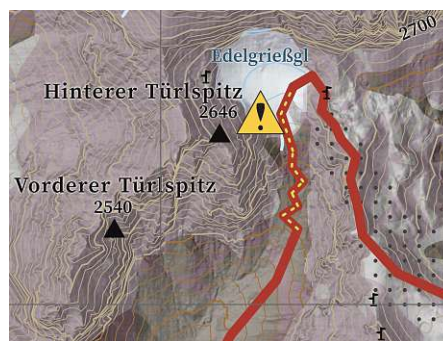 2700
Edelgrießgl
Hinterer Türlspitz
2646
Vorderer Türlspitz
2540